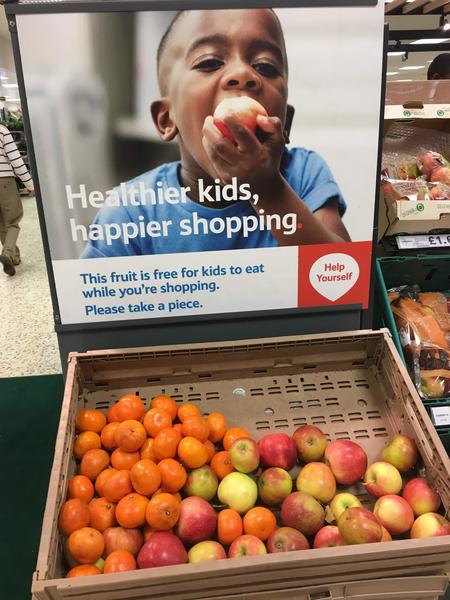 Healthier kids,
happier shopping.
This fruit is free for kids to eat
while you're shopping.
Please take a piece.
Help
Yourself